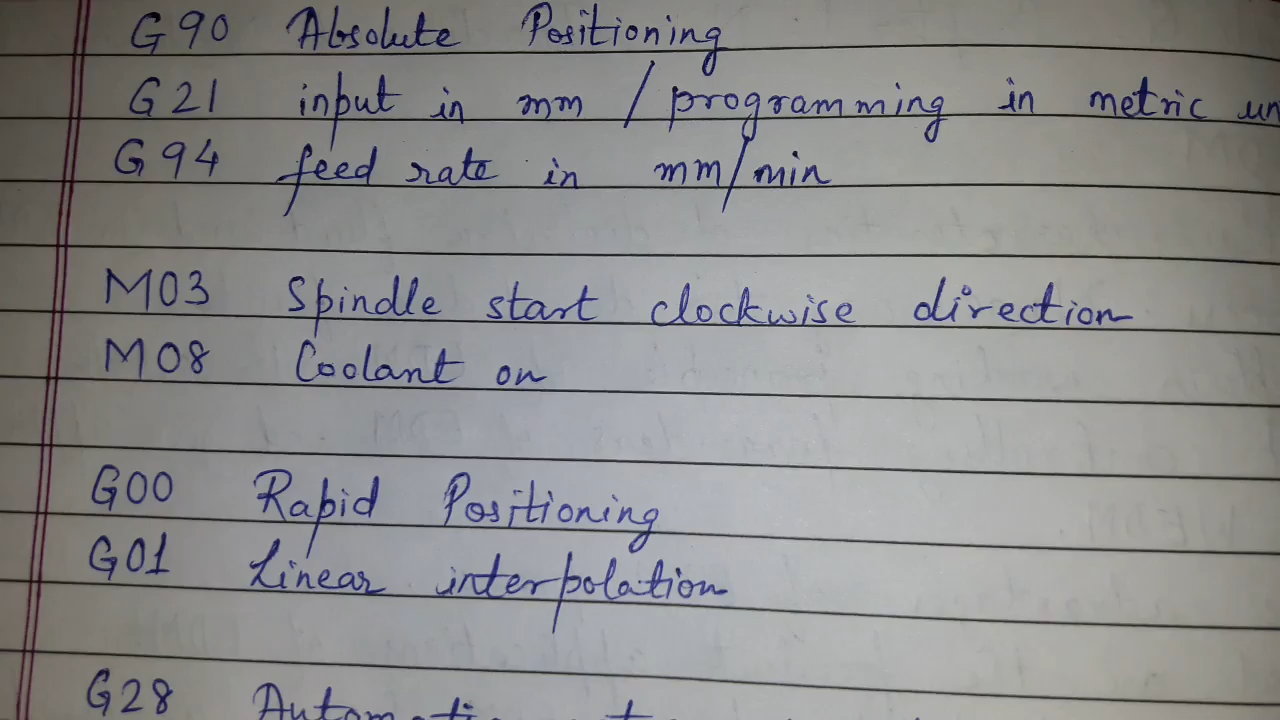 G90 Absolute Positioning
G21 input in mm / programming in metric un
G94 feed rate in mm/min
M03 Spindle start clockwise direction
M08 Coolant on
G00 Rapid Positioning
G01 Linear interpolation
G28